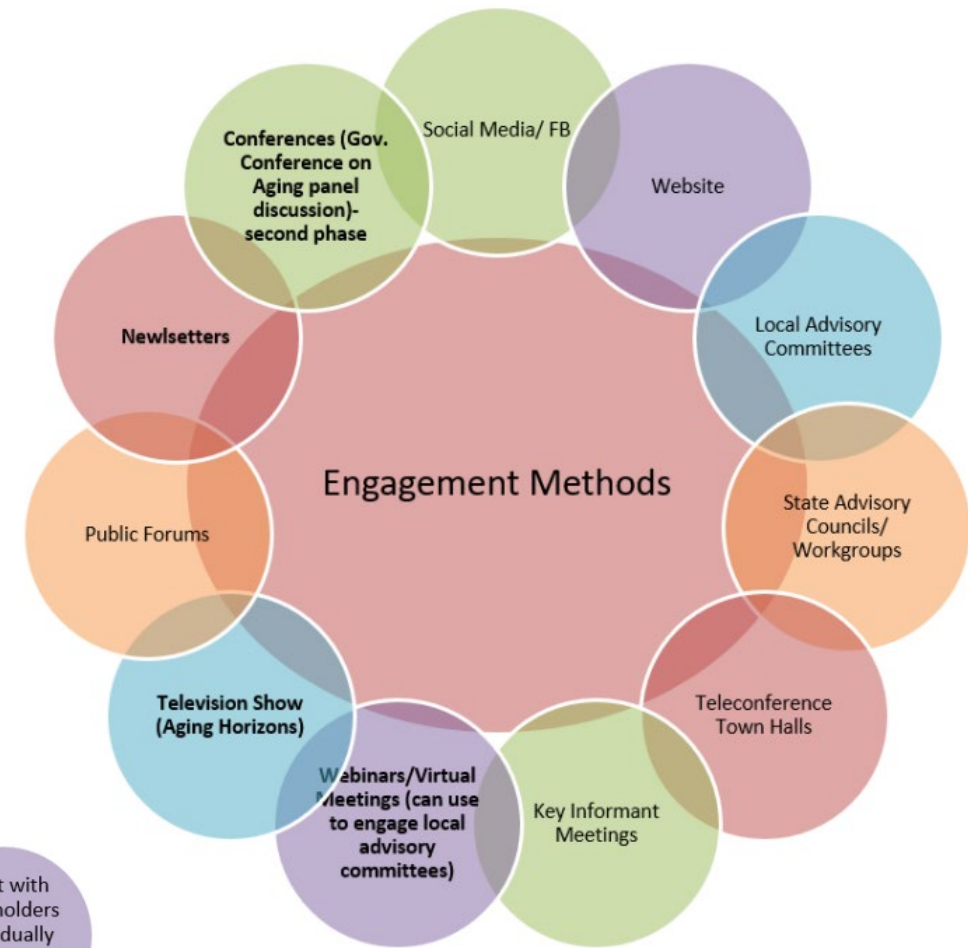 Social Media/ FB
Website
Local Advisory
Committees
State Advisory
Councils/
Workgroups
Teleconference
Town Halls
Key Informant
Meetings
Webinars/Virtual
Meetings (can use
to engage local
advisory
committees)
Television Show
(Aging Horizons)
Public Forums
Newlsetters
Conferences (Gov.
Conference on
Aging panel
discussion)-
second phase
Engagement Methods
with